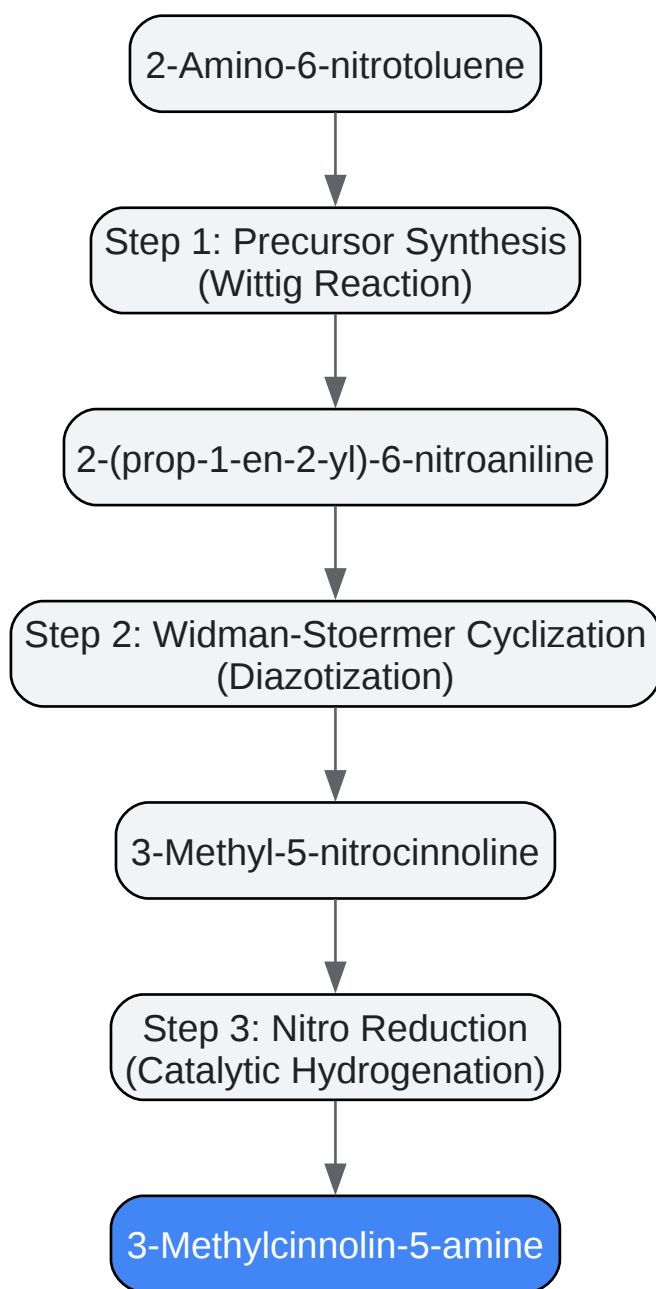 2-Amino-6-nitrotoluene
Step 1: Precursor Synthesis
(Wittig Reaction)
2-(prop-1-en-2-yl)-6-nitroaniline
Step 2: Widman-Stoermer Cyclization
(Diazotization)
3-Methyl-5-nitrocinnoline
Step 3: Nitro Reduction
(Catalytic Hydrogenation)
3-Methylcinnolin-5-amine